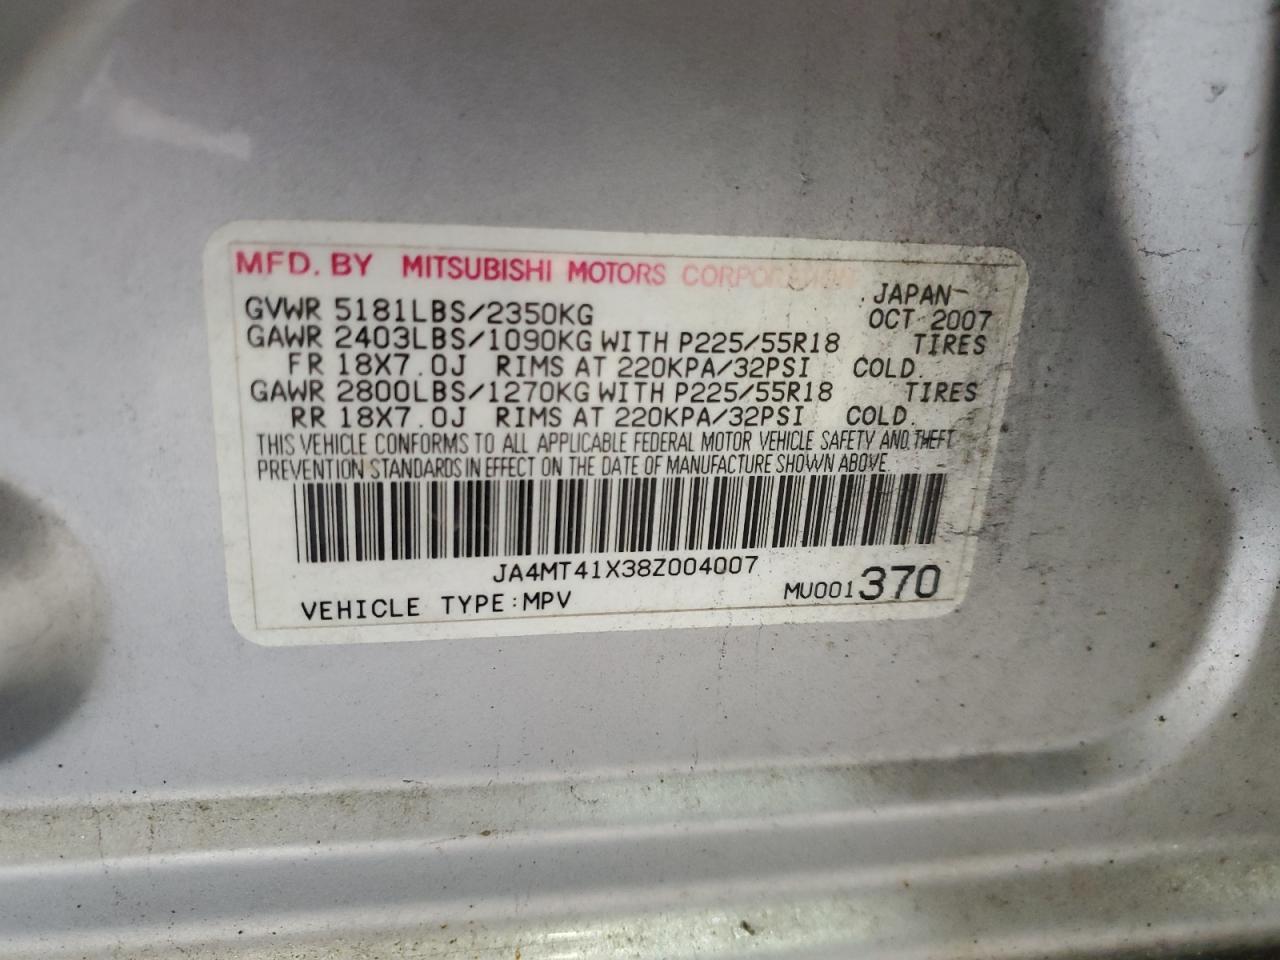 MFD. BY MITSUBISHI MOTORS CORPORATION
JAPAN
GVWR 5181LBS/2350KG OCT 2007
GAWR 2403LBS/1090KG WITH P225/55R18 TIRES
FR 18X7.0J RIMS AT 220KPA/32PSI COLD.
GAWR 2800LBS/1270KG WITH P225/55R18 TIRES
RR 18X7.0J RIMS AT 220KPA/32PSI COLD.
THIS VEHICLE CONFORMS TO ALL APPLICABLE FEDERAL MOTOR VEHICLE SAFETY AND THEFT
PREVENTION STANDARDS IN EFFECT ON THE DATE OF MANUFACTURE SHOWN ABOVE.
JA4MT41X38Z004007
VEHICLE TYPE:MPV MU001370